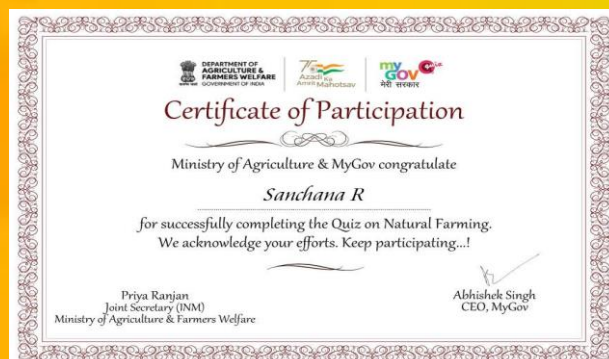 DEPARTMENT OF
AGRICULTURE &
FARMERS WELFARE
GOVERNMENT OF INDIA
Azadi Ka
Amrit Mahotsav
my
GOV
मेरी सरकार
Certificate of Participation
Ministry of Agriculture & MyGov congratulate
Sanchana R
for successfully completing the Quiz on Natural Farming.
We acknowledge your efforts. Keep participating...!
Priya Ranjan
Joint Secretary (INM)
Ministry of Agriculture & Farmers Welfare
Abhishek Singh
CEO, MyGov